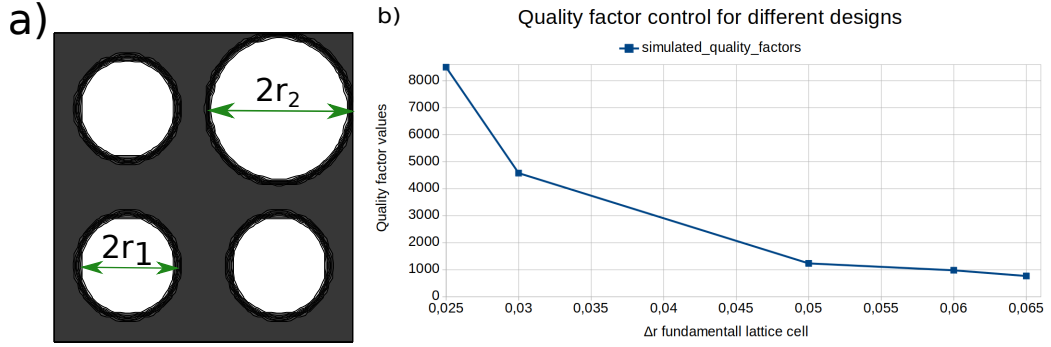 a)
2r2
2r1
b)
Quality factor control for different designs
simulated_quality_factors
Quality factor values
8000
7000
6000
5000
4000
3000
2000
1000
0
0,025 0,03 0,035 0,04 0,045 0,05 0,055 0,06 0,065
Δr fundamentall lattice cell